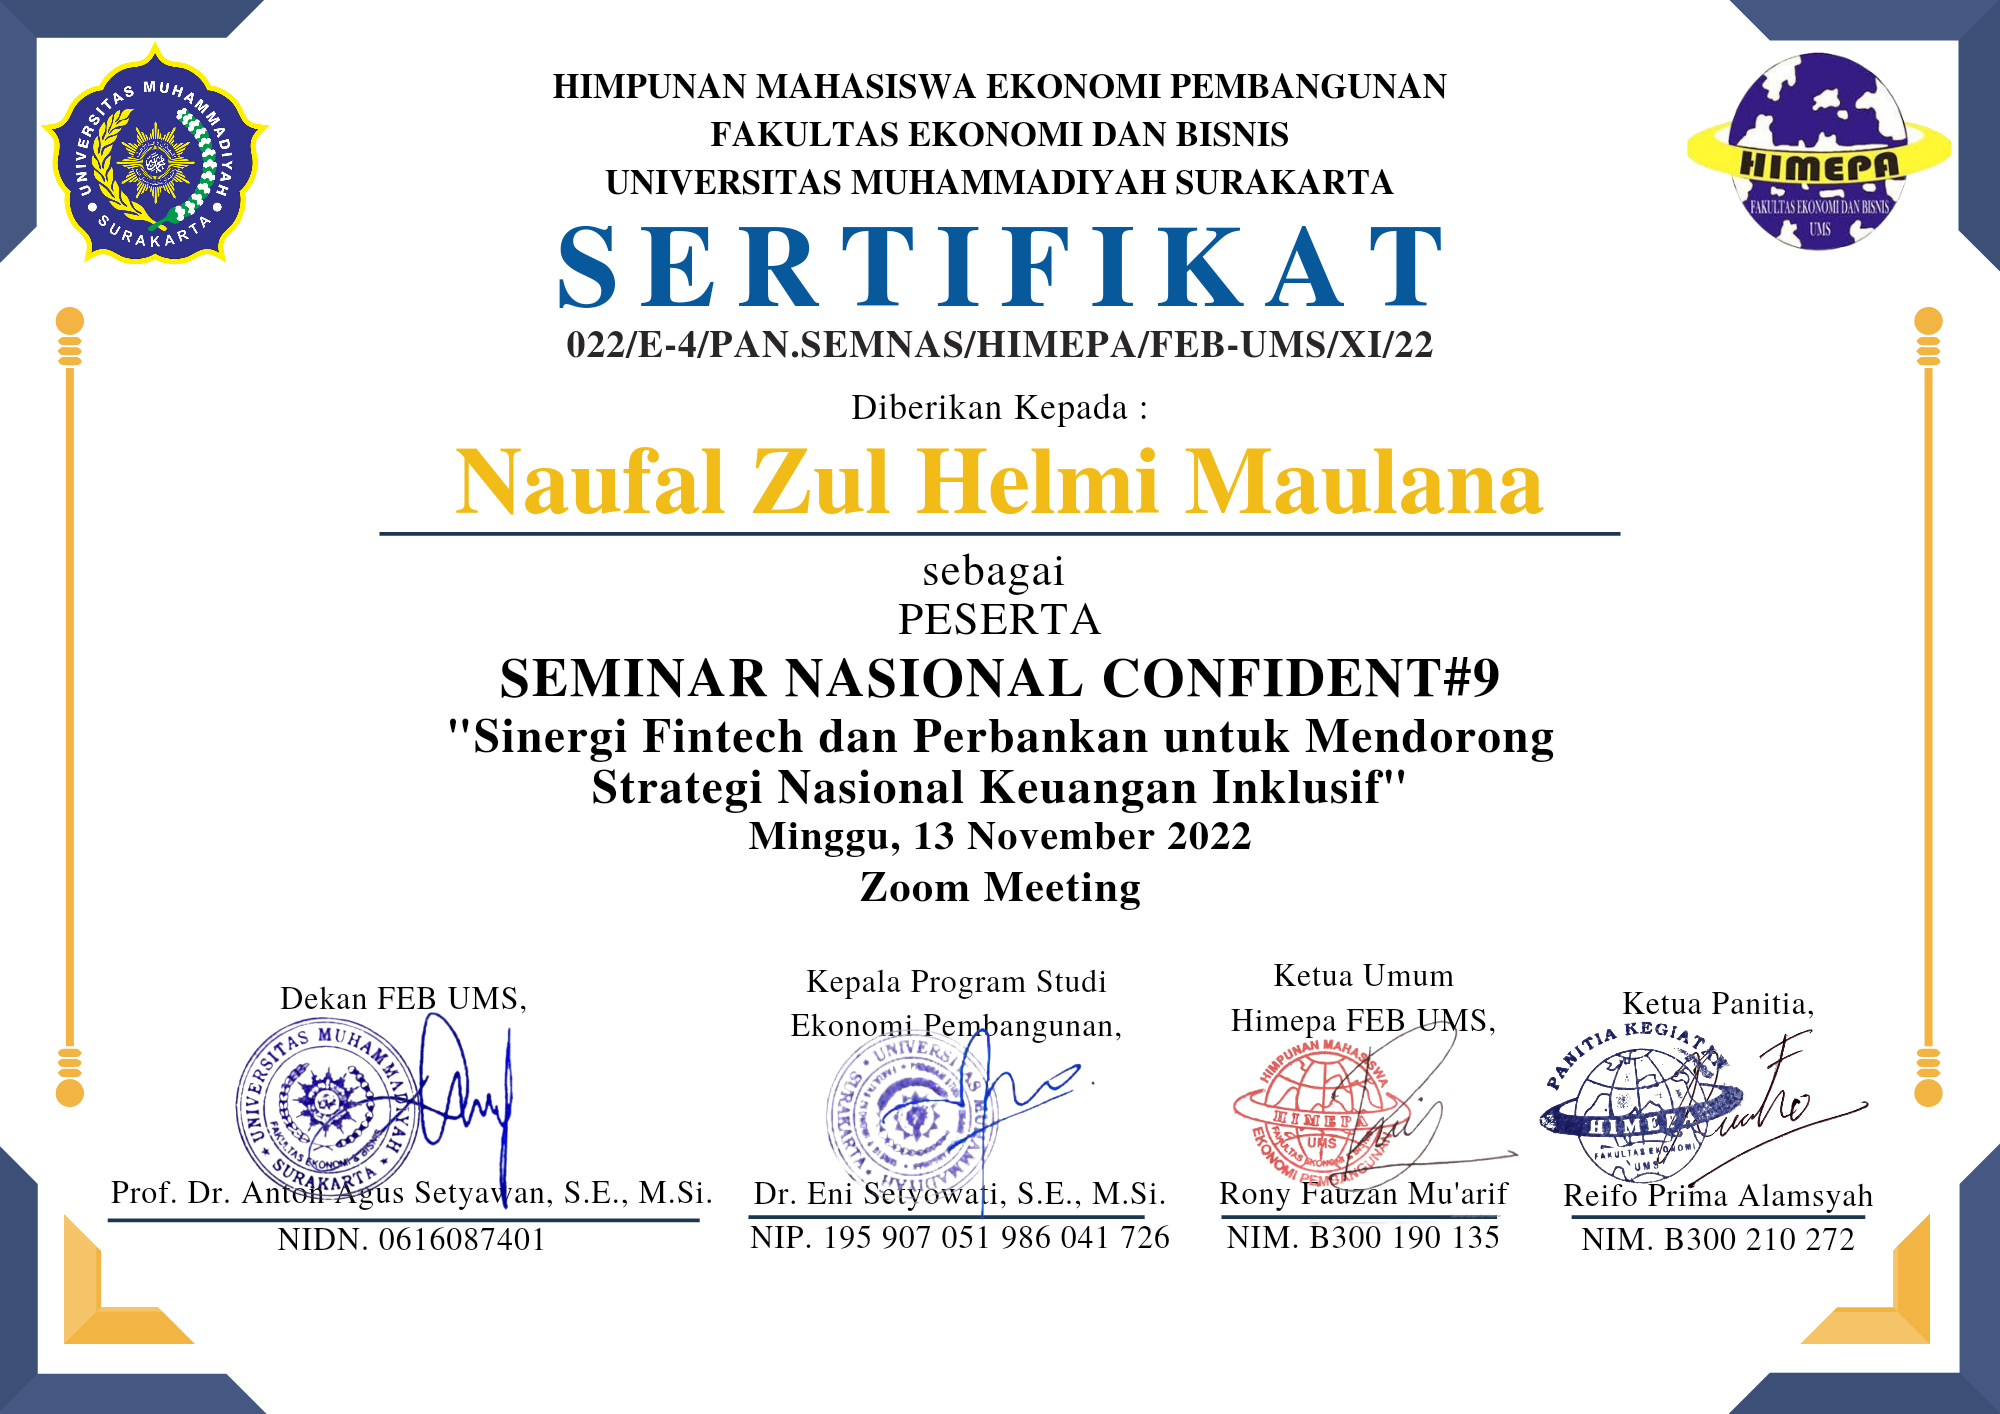 UNIVERSITAS MUHAMMADIYAH
SURAKARTA
HIMEPA
FAKULTAS EKONOMI DAN BISNIS
UMS
HIMPUNAN MAHASISWA EKONOMI PEMBANGUNAN
FAKULTAS EKONOMI DAN BISNIS
UNIVERSITAS MUHAMMADIYAH SURAKARTA
SERTIFIKAT
022/E-4/PAN.SEMNAS/HIMEPA/FEB-UMS/XI/22
Diberikan Kepada :
Naufal Zul Helmi Maulana
sebagai
PESERTA
SEMINAR NASIONAL CONFIDENT#9
"Sinergi Fintech dan Perbankan untuk Mendorong
Strategi Nasional Keuangan Inklusif"
Minggu, 13 November 2022
Zoom Meeting
Dekan FEB UMS,
UNIVERSITAS MUHAMMADIYAH
FAKULTAS EKONOMI & BISNIS
SURAKARTA
Prof. Dr. Anton Agus Setyawan, S.E., M.Si.
NIDN. 0616087401
Kepala Program Studi
Ekonomi Pembangunan,
UNIVERSITAS MUHAMMADIYAH
SURAKARTA
Dr. Eni Setyowati, S.E., M.Si.
NIP. 195 907 051 986 041 726
Ketua Umum
Himepa FEB UMS,
HIMPUNAN MAHASISWA
HIMEPA
FAKULTAS EKONOMI & BISNIS
UMS
EKONOMI PEMBANGUNAN
Rony Fauzan Mu'arif
NIM. B300 190 135
Ketua Panitia,
PANITIA KEGIATAN
HIMEPA
FAKULTAS EKONOMI
UMS
Reifo Prima Alamsyah
NIM. B300 210 272